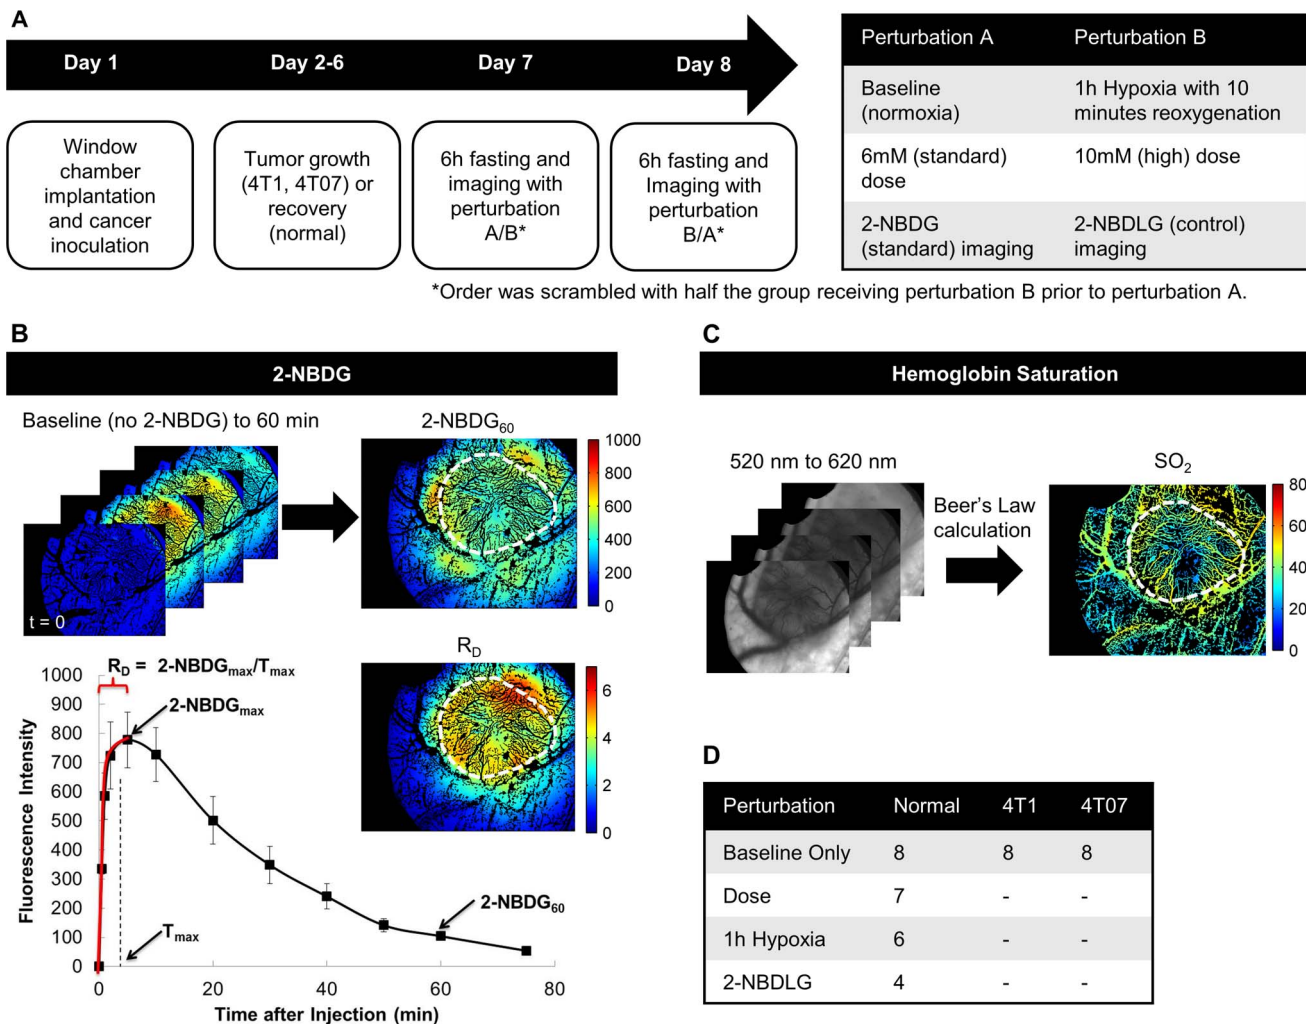 A
Day 1
Day 2-6
Day 7
Day 8
Window
chamber
implantation
and cancer
inoculation
Tumor growth
(4T1, 4T07) or
recovery
(normal)
6h fasting and
imaging with
perturbation
A/B*
6h fasting and
Imaging with
perturbation
B/A*
Perturbation A Perturbation B
Baseline 1h Hypoxia with 10
(normoxia) minutes reoxygenation
6mM (standard) 10mM (high) dose
dose
2-NBDG 2-NBDLG (control)
(standard) imaging imaging
*Order was scrambled with half the group receiving perturbation B prior to perturbation A.
B
2-NBDG
Baseline (no 2-NBDG) to 60 min
t = 0
2-NBDG60
1000
800
600
400
200
0
RD
6
4
2
0
RD = 2-NBDGmax/Tmax
2-NBDGmax
Tmax
2-NBDG60
Fluorescence Intensity
1000
900
800
700
600
500
400
300
200
100
0
0 20 40 60 80
Time after Injection (min)
C
Hemoglobin Saturation
520 nm to 620 nm
Beer's Law
calculation
SO2
80
60
40
20
0
D
Perturbation Normal 4T1 4T07
Baseline Only 8 8 8
Dose 7 - -
1h Hypoxia 6 - -
2-NBDLG 4 - -